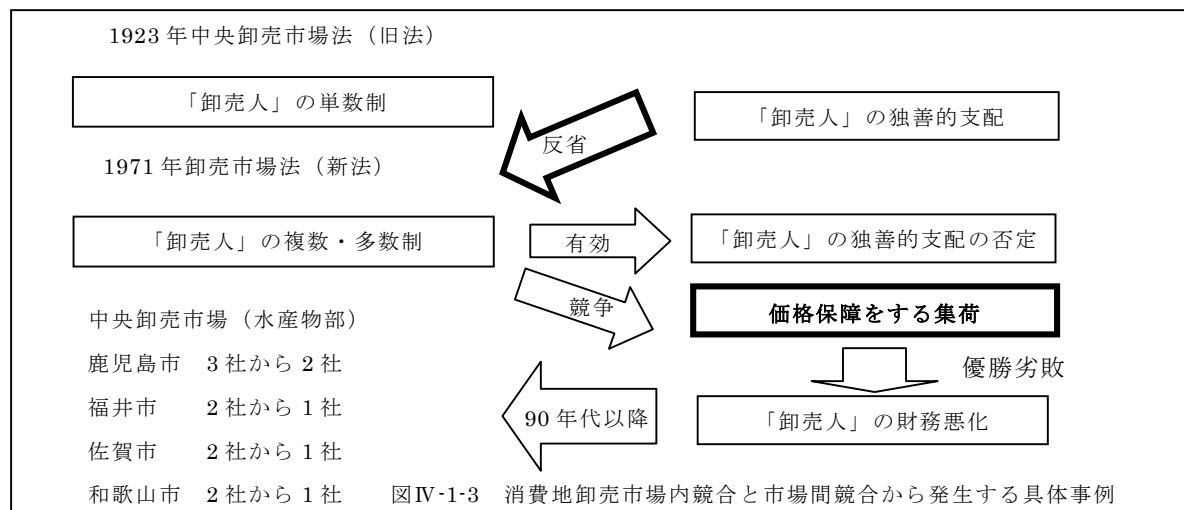 1923年中央卸売市場法（旧法）
「卸売人」の単数制
「卸売人」の独善的支配
反省
1971年卸売市場法（新法）
「卸売人」の複数・多数制
有効
「卸売人」の独善的支配の否定
競争
価格保障をする集荷
中央卸売市場（水産物部）
鹿児島市 3社から2社
優勝劣敗
福井市 2社から1社
90年代以降
「卸売人」の財務悪化
佐賀市 2社から1社
和歌山市 2社から1社
図Ⅳ-1-3 消費地卸売市場内競合と市場間競合から発生する具体事例